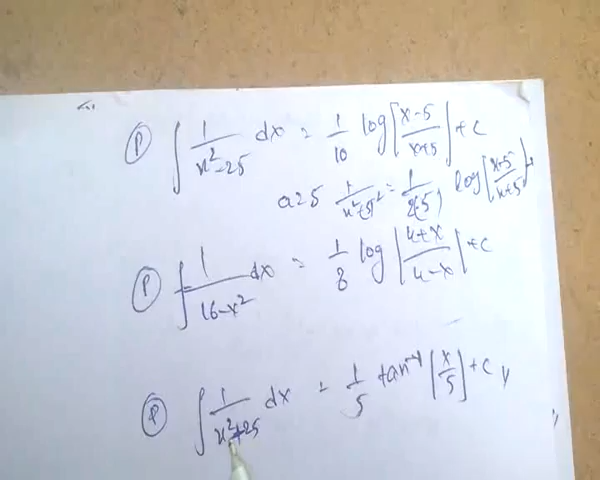 (P) ∫ 1/(x²-25) dx = 1/10 log|(x-5)/(x+5)| + c
a=5 1/(x²-5²) = 1/2(5) log|(x-5)/(x+5)| +
(P) ∫ 1/(16-x²) dx = 1/8 log|(4+x)/(4-x)| + c
(P) ∫ 1/(x²+25) dx = 1/5 tan⁻¹[x/5] + c //